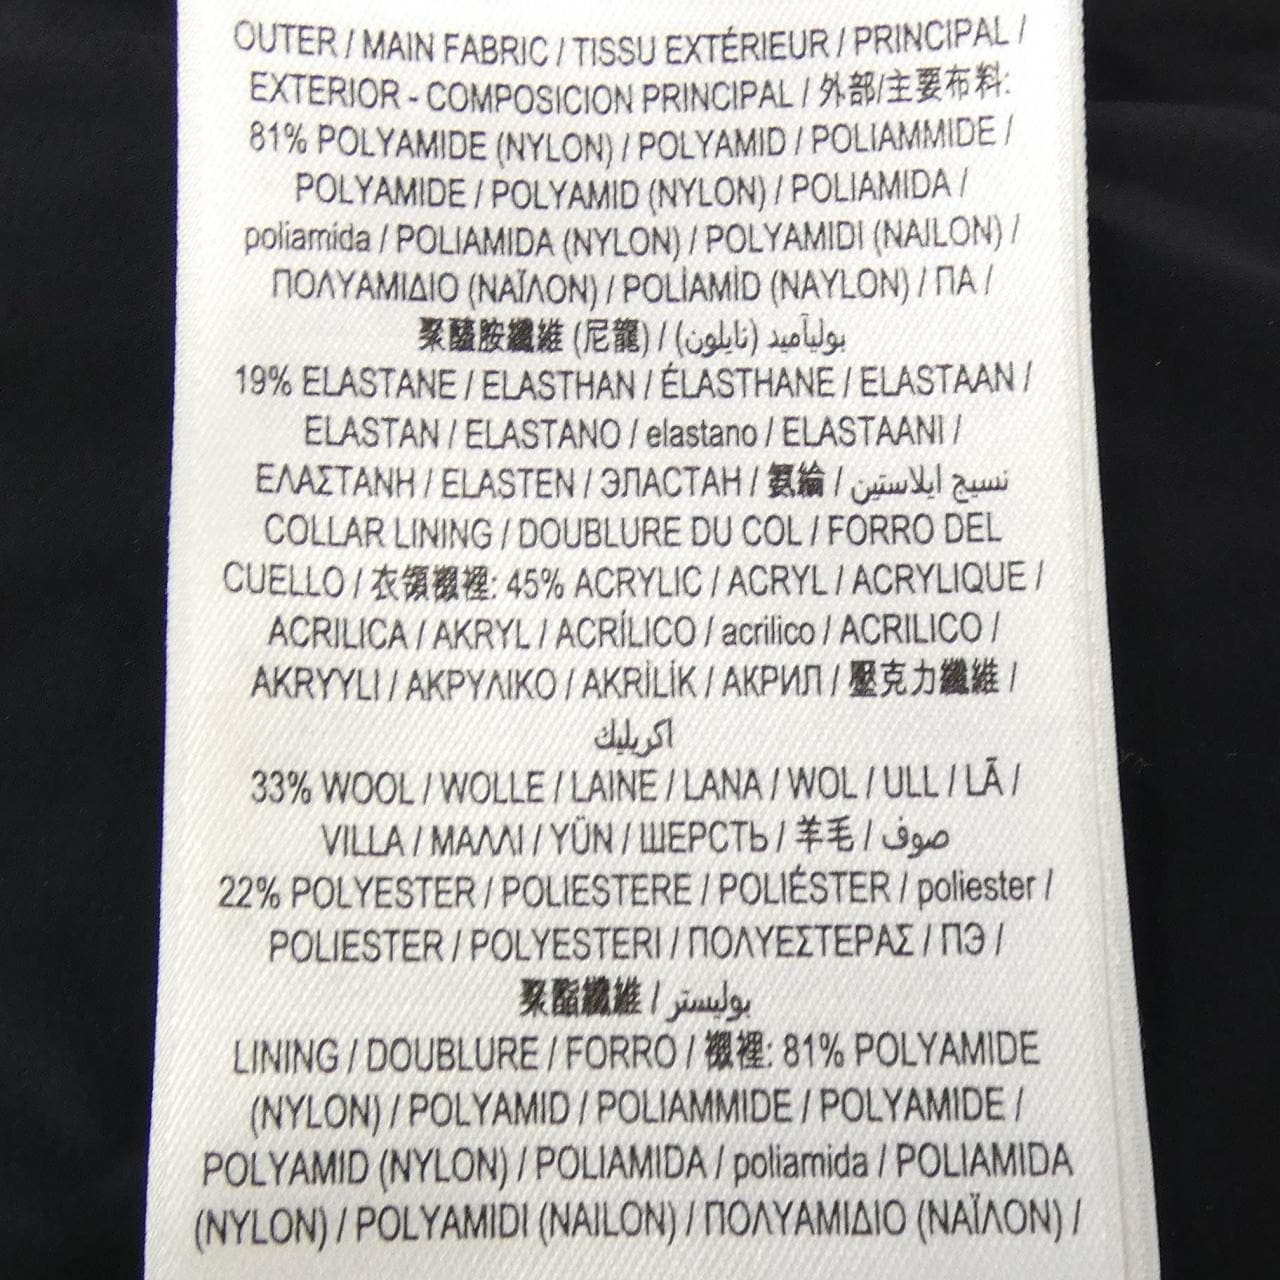 OUTER / MAIN FABRIC / TISSU EXTÉRIEUR / PRINCIPAL /
EXTERIOR - COMPOSICION PRINCIPAL / 外部/主要布料:
81% POLYAMIDE (NYLON) / POLYAMID / POLIAMMIDE /
POLYAMIDE / POLYAMID (NYLON) / POLIAMIDA /
poliamida / POLIAMIDA (NYLON) / POLYAMIDI (NAILON) /
ΠΟΛΥΑΜΙΔΙΟ (ΝΑΪΛΟΝ) / POLİAMİD (NAYLON) / ПА /
聚醯胺纖維 (尼龍) / بوليآميد (نايلون)
19% ELASTANE / ELASTHAN / ÉLASTHANE / ELASTAAN /
ELASTAN / ELASTANO / elastano / ELASTAANI /
ΕΛΑΣΤΑΝΗ / ELASTEN / ЭЛАСТАН / 氨綸 / نسيج ايلاستين
COLLAR LINING / DOUBLURE DU COL / FORRO DEL
CUELLO / 衣領襯裡: 45% ACRYLIC / ACRYL / ACRYLIQUE /
ACRILICA / AKRYL / ACRÍLICO / acrilico / ACRILICO /
AKRYYLI / ΑΚΡΥΛΙΚΟ / AKRİLİK / АКРИЛ / 壓克力纖維 /
اكريليك
33% WOOL / WOLLE / LAINE / LANA / WOL / ULL / LÃ /
VILLA / ΜΑΛΛΙ / YÜN / ШЕРСТЬ / 羊毛 / صوف
22% POLYESTER / POLIESTERE / POLIÉSTER / poliester /
POLIESTER / POLYESTERI / ΠΟΛΥΕΣΤΕΡΑΣ / ПЭ /
聚酯纖維 / بوليستر
LINING / DOUBLURE / FORRO / 襯裡: 81% POLYAMIDE
(NYLON) / POLYAMID / POLIAMMIDE / POLYAMIDE /
POLYAMID (NYLON) / POLIAMIDA / poliamida / POLIAMIDA
(NYLON) / POLYAMIDI (NAILON) / ΠΟΛΥΑΜΙΔΙΟ (ΝΑΪΛΟΝ) /